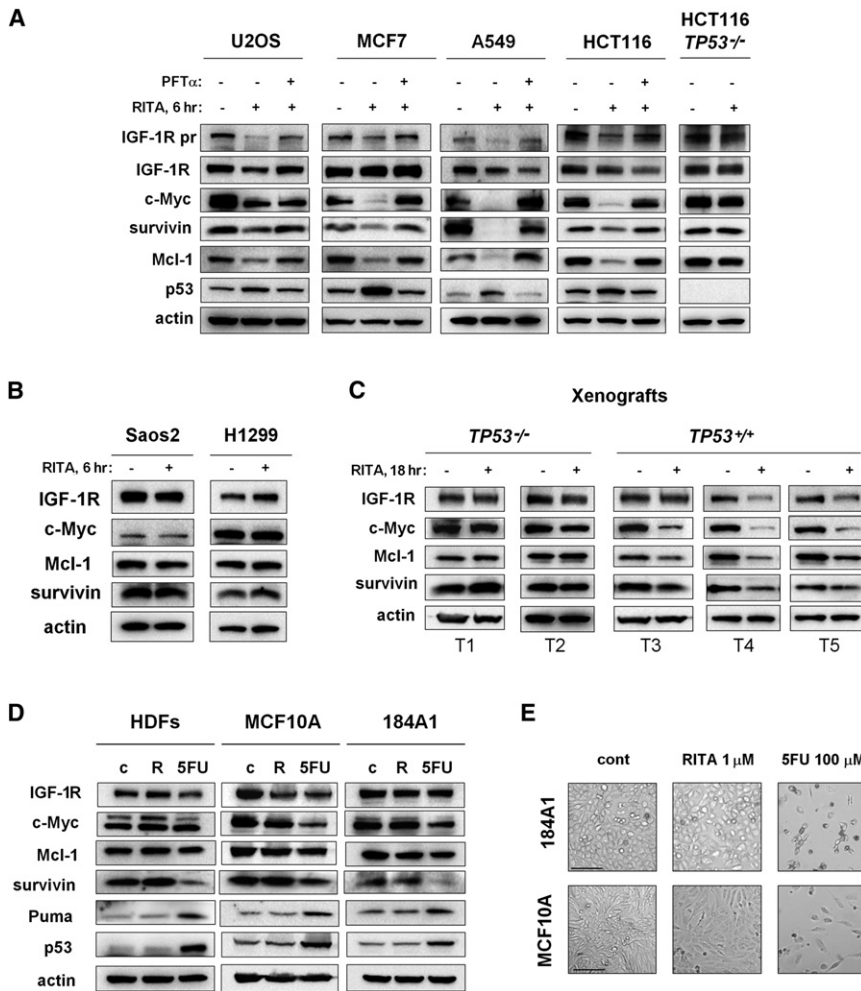 A
U2OS MCF7 A549 HCT116 HCT116 TP53-/-
PFTα: - - + - - + - - + - - +
RITA, 6 hr: - + + - + + - + + - + + - +
IGF-1R pr
IGF-1R
c-Myc
survivin
Mcl-1
p53
actin
B
Saos2 H1299
RITA, 6 hr: - + - +
IGF-1R
c-Myc
Mcl-1
survivin
actin
C
Xenografts
TP53-/- TP53+/+
RITA, 18 hr: - + - + - + - + - +
IGF-1R
c-Myc
Mcl-1
survivin
actin
T1 T2 T3 T4 T5
D
HDFs MCF10A 184A1
c R 5FU c R 5FU c R 5FU
IGF-1R
c-Myc
Mcl-1
survivin
Puma
p53
actin
E
cont RITA 1 μM 5FU 100 μM
184A1
MCF10A